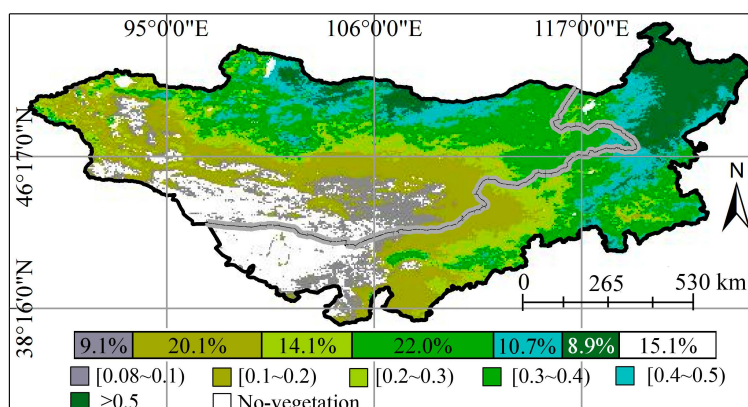 95°0'0"E 106°0'0"E 117°0'0"E
46°17'0"N
38°16'0"N
N
0 265 530 km
9.1% 20.1% 14.1% 22.0% 10.7% 8.9% 15.1%
[0.08~0.1) [0.1~0.2) [0.2~0.3) [0.3~0.4) [0.4~0.5)
>0.5 No-vegetation